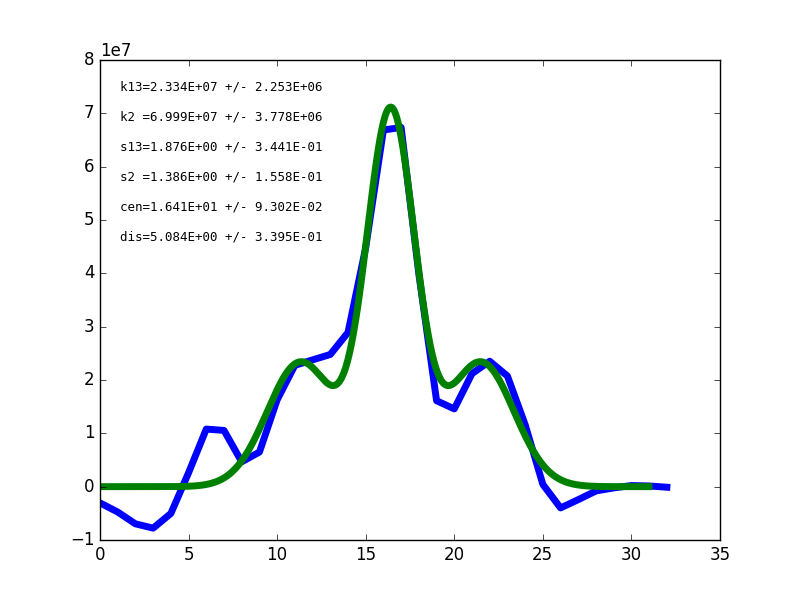 1e7
k13=2.334E+07 +/- 2.253E+06
k2 =6.999E+07 +/- 3.778E+06
s13=1.876E+00 +/- 3.441E-01
s2 =1.386E+00 +/- 1.558E-01
cen=1.641E+01 +/- 9.302E-02
dis=5.084E+00 +/- 3.395E-01
8
7
6
5
4
3
2
1
0
−1
0 5 10 15 20 25 30 35